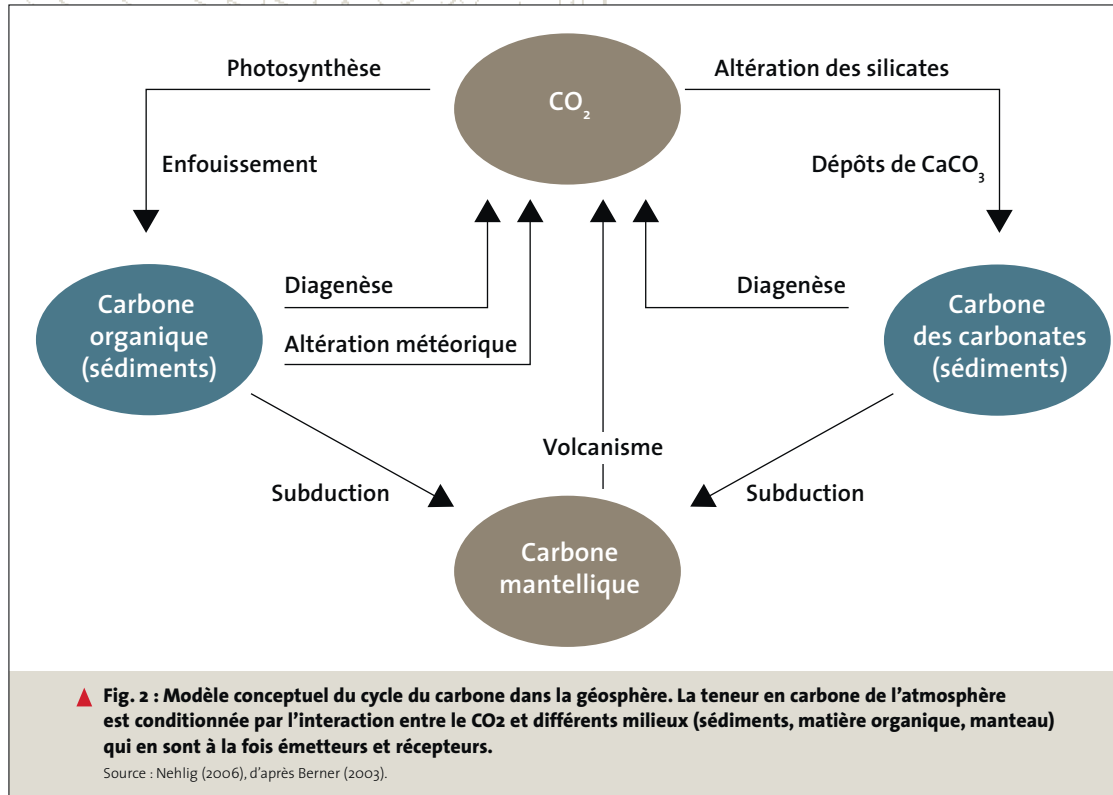 Photosynthèse
CO₂
Altération des silicates
Enfouissement
Dépôts de CaCO₃
Diagenèse
Diagenèse
Carbone
organique
(sédiments)
Altération météorique
Carbone
des carbonates
(sédiments)
Volcanisme
Subduction
Subduction
Carbone
mantellique
Fig. 2 : Modèle conceptuel du cycle du carbone dans la géosphère. La teneur en carbone de l'atmosphère
est conditionnée par l'interaction entre le CO2 et différents milieux (sédiments, matière organique, manteau)
qui en sont à la fois émetteurs et récepteurs.
Source : Nehlig (2006), d'après Berner (2003).